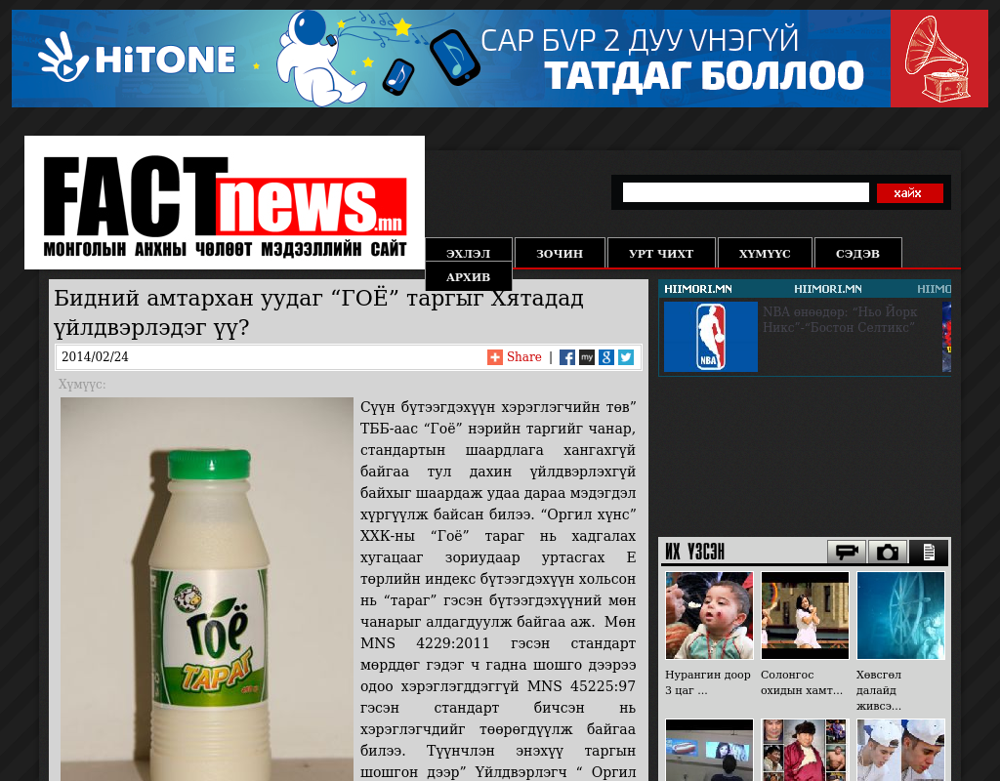 HiTONE
САР БҮР 2 ДУУ ҮНЭГҮЙ
ТАТДАГ БОЛЛОО
FACTnews.mn
МОНГОЛЫН АНХНЫ ЧӨЛӨӨТ МЭДЭЭЛЛИЙН САЙТ
хайх
ЭХЛЭЛ
ЗОЧИН
УРТ ЧИХТ
ХҮМҮҮС
СЭДЭВ
АРХИВ
Бидний амтархан уудаг “ГОЁ” таргыг Хятадад
үйлдвэрлэдэг үү?
2014/02/24
Share |
my
Хүмүүс:
Гоё
ТАРАГ
Сүүн бүтээгдэхүүн хэрэглэгчийн төв”
ТББ-аас “Гоё” нэрийн таргийг чанар,
стандартын шаардлага хангахгүй
байгаа тул дахин үйлдвэрлэхгүй
байхыг шаардаж удаа дараа мэдэгдэл
хүргүүлж байсан билээ. “Оргил хүнс”
ХХК-ны “Гоё” тараг нь хадгалах
хугацааг зориудаар уртасгах Е
төрлийн индекс бүтээгдэхүүн хольсон
нь “тараг” гэсэн бүтээгдэхүүний мөн
чанарыг алдагдуулж байгаа аж. Мөн
MNS 4229:2011 гэсэн стандарт
мөрддөг гэдэг ч гадна шошго дээрээ
одоо хэрэглэгддэггүй MNS 45225:97
гэсэн стандарт бичсэн нь
хэрэглэгчдийг төөрөгдүүлж байгаа
билээ. Түүнчлэн энэхүү таргын
шошгон дээр” Үйлдвэрлэгч “ Оргил
HIIMORI.MN
HIIMORI.MN
HIIMO
NBA
NBA өнөөдөр: “Нью Йорк
Никс”-“Бостон Селтикс”
ИХ ҮЗСЭН
Нурангин доор
3 цаг ...
Солонгос
охидын хамт...
Хөвсгөл
далайд
живсэ...